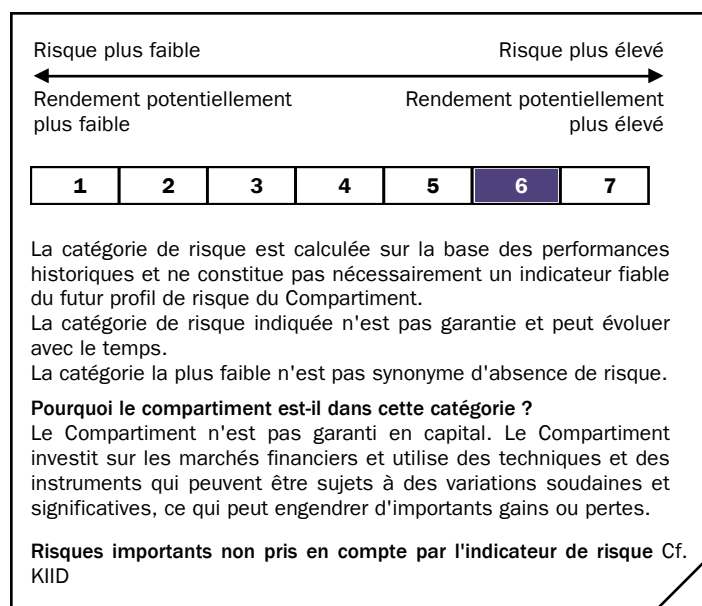 Risque plus faible Risque plus élevé
Rendement potentiellement Rendement potentiellement
plus faible plus élevé
1 2 3 4 5 6 7
La catégorie de risque est calculée sur la base des performances
historiques et ne constitue pas nécessairement un indicateur fiable
du futur profil de risque du Compartiment.
La catégorie de risque indiquée n'est pas garantie et peut évoluer
avec le temps.
La catégorie la plus faible n'est pas synonyme d'absence de risque.
Pourquoi le compartiment est-il dans cette catégorie ?
Le Compartiment n'est pas garanti en capital. Le Compartiment
investit sur les marchés financiers et utilise des techniques et des
instruments qui peuvent être sujets à des variations soudaines et
significatives, ce qui peut engendrer d'importants gains ou pertes.
Risques importants non pris en compte par l'indicateur de risque Cf.
KIID